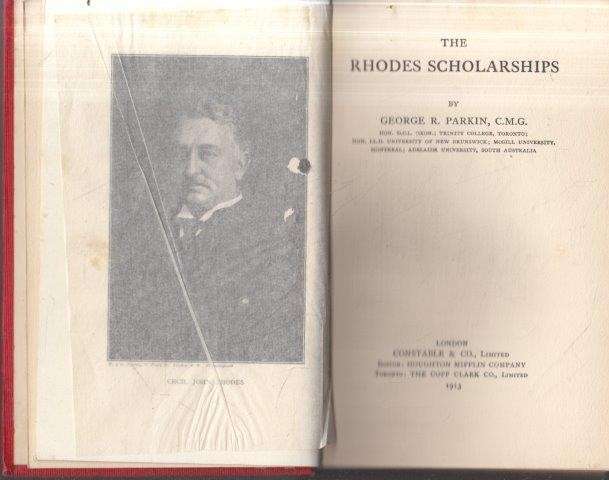 CECIL JOHN RHODES
THE
RHODES SCHOLARSHIPS
BY
GEORGE R. PARKIN, C.M.G.
HON. D.C.L. OXON.; TRINITY COLLEGE, TORONTO;
HON. LL.D. UNIVERSITY OF NEW BRUNSWICK; MCGILL UNIVERSITY,
MONTREAL; ADELAIDE UNIVERSITY, SOUTH AUSTRALIA
LONDON
CONSTABLE & CO., LIMITED
BOSTON: HOUGHTON MIFFLIN COMPANY
TORONTO: THE COPP CLARK CO., LIMITED
1913